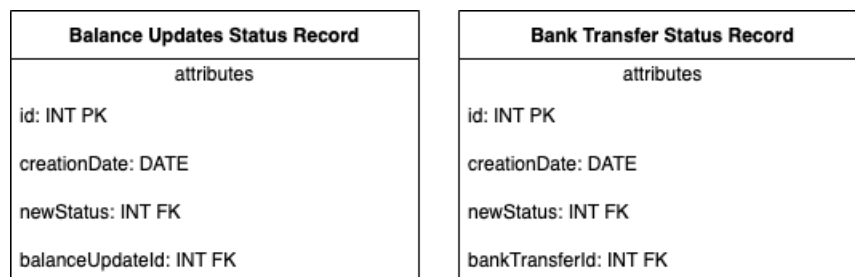 Balance Updates Status Record
attributes
id: INT PK
creationDate: DATE
newStatus: INT FK
balanceUpdateId: INT FK
Bank Transfer Status Record
attributes
id: INT PK
creationDate: DATE
newStatus: INT FK
bankTransferId: INT FK